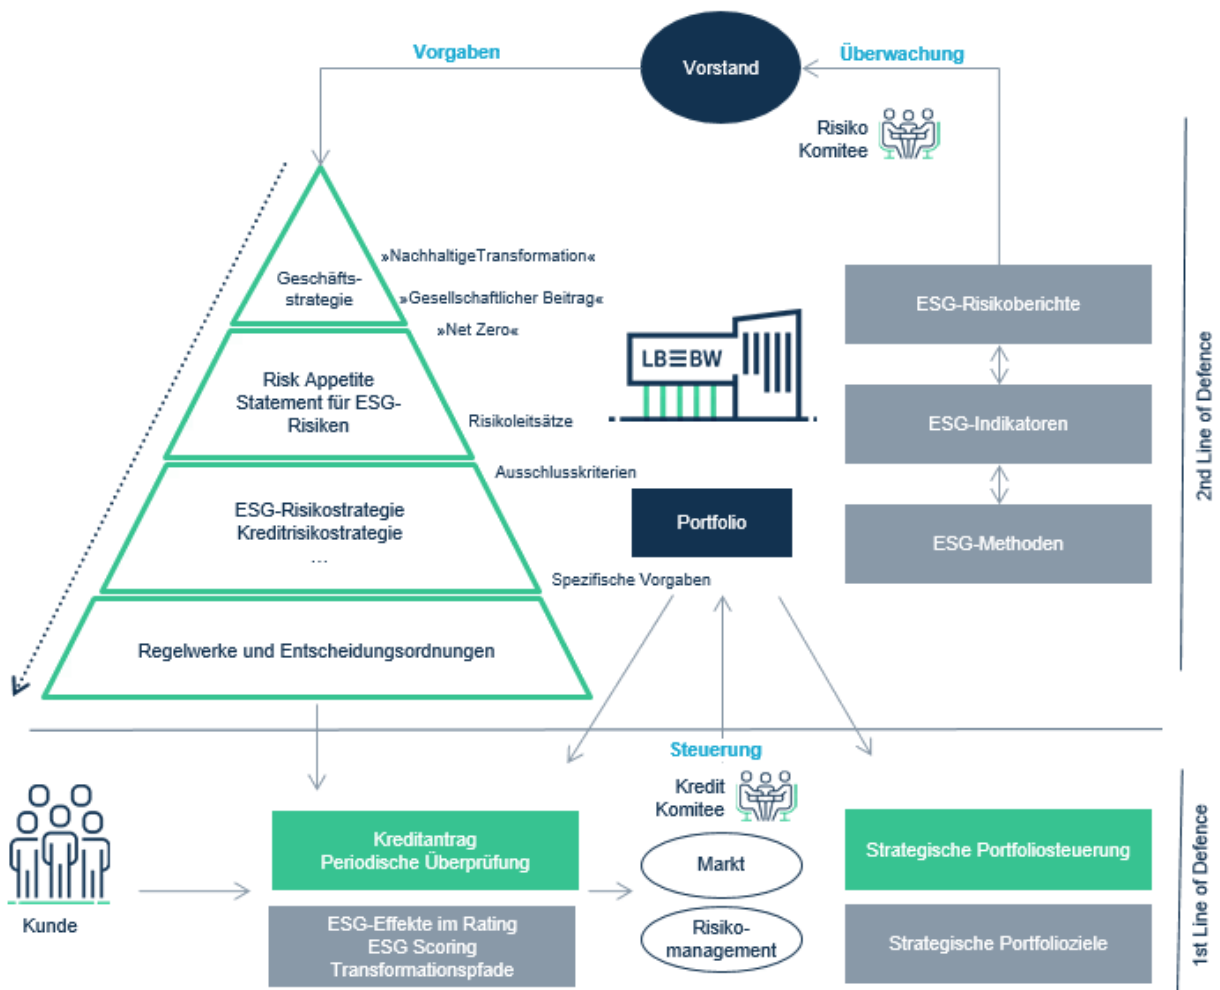 Vorgaben
Vorstand
Überwachung
Risiko
Komitee
Geschäfts-
strategie
»NachhaltigeTransformation«
»Gesellschaftlicher Beitrag«
»Net Zero«
Risk Appetite
Statement für ESG-
Risiken
Risikoleitsätze
Ausschlusskriterien
ESG-Risikostrategie
Kreditrisikostrategie
...
Spezifische Vorgaben
Regelwerke und Entscheidungsordnungen
LB≡BW
Portfolio
ESG-Risikoberichte
ESG-Indikatoren
ESG-Methoden
2nd Line of Defence
Steuerung
Kredit
Komitee
Kunde
Kreditantrag
Periodische Überprüfung
ESG-Effekte im Rating
ESG Scoring
Transformationspfade
Markt
Risiko-
management
Strategische Portfoliosteuerung
Strategische Portfolioziele
1st Line of Defence